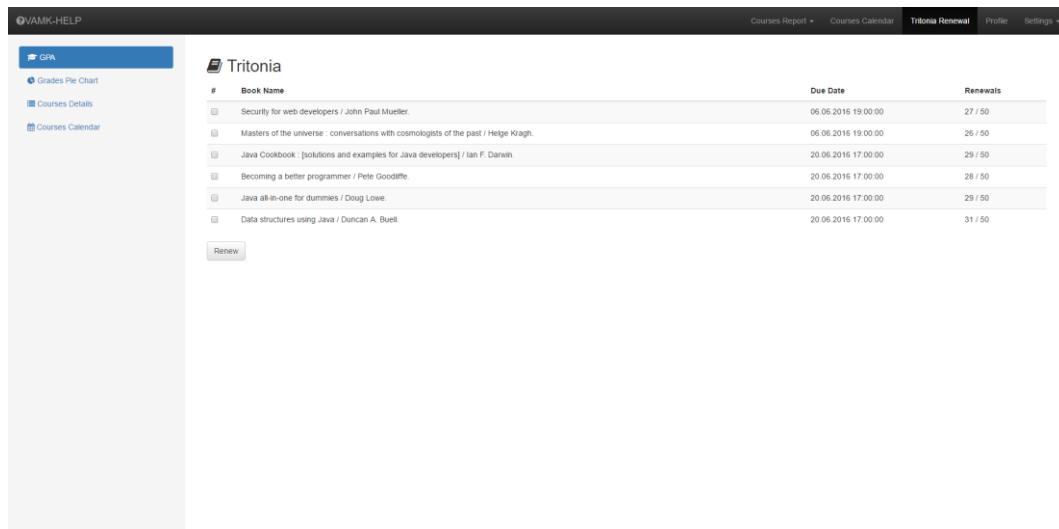 VAMK-HELP
Courses Report
Courses Calendar
Tritonia Renewal
Profile
Settings
GPA
Grades Pie Chart
Courses Details
Courses Calendar
Tritonia
# Book Name Due Date Renewals
Security for web developers / John Paul Mueller. 06.06.2016 19:00:00 27 / 50
Masters of the universe : conversations with cosmologists of the past / Helge Kragh. 06.06.2016 19:00:00 26 / 50
Java Cookbook : [solutions and examples for Java developers] / Ian F. Darwin. 20.06.2016 17:00:00 29 / 50
Becoming a better programmer / Pete Goodliffe. 20.06.2016 17:00:00 28 / 50
Java all-in-one for dummies / Doug Lowe. 20.06.2016 17:00:00 29 / 50
Data structures using Java / Duncan A. Buell. 20.06.2016 17:00:00 31 / 50
Renew